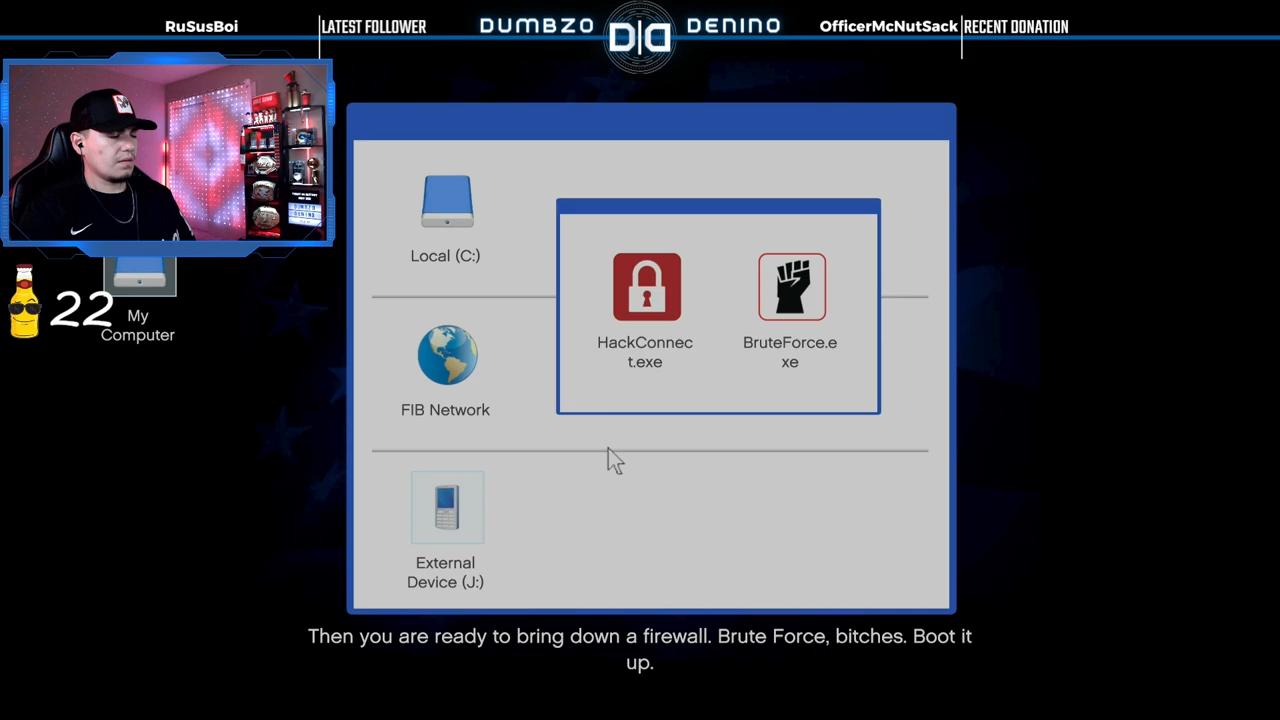 RuSusBoi LATEST FOLLOWER DUMBZO D|D DENINO OfficerMcNutSack RECENT DONATION
Local (C:)
HackConnec
t.exe
BruteForce.e
xe
22
My
Computer
FIB Network
External
Device (J:)
Then you are ready to bring down a firewall. Brute Force, bitches. Boot it
up.